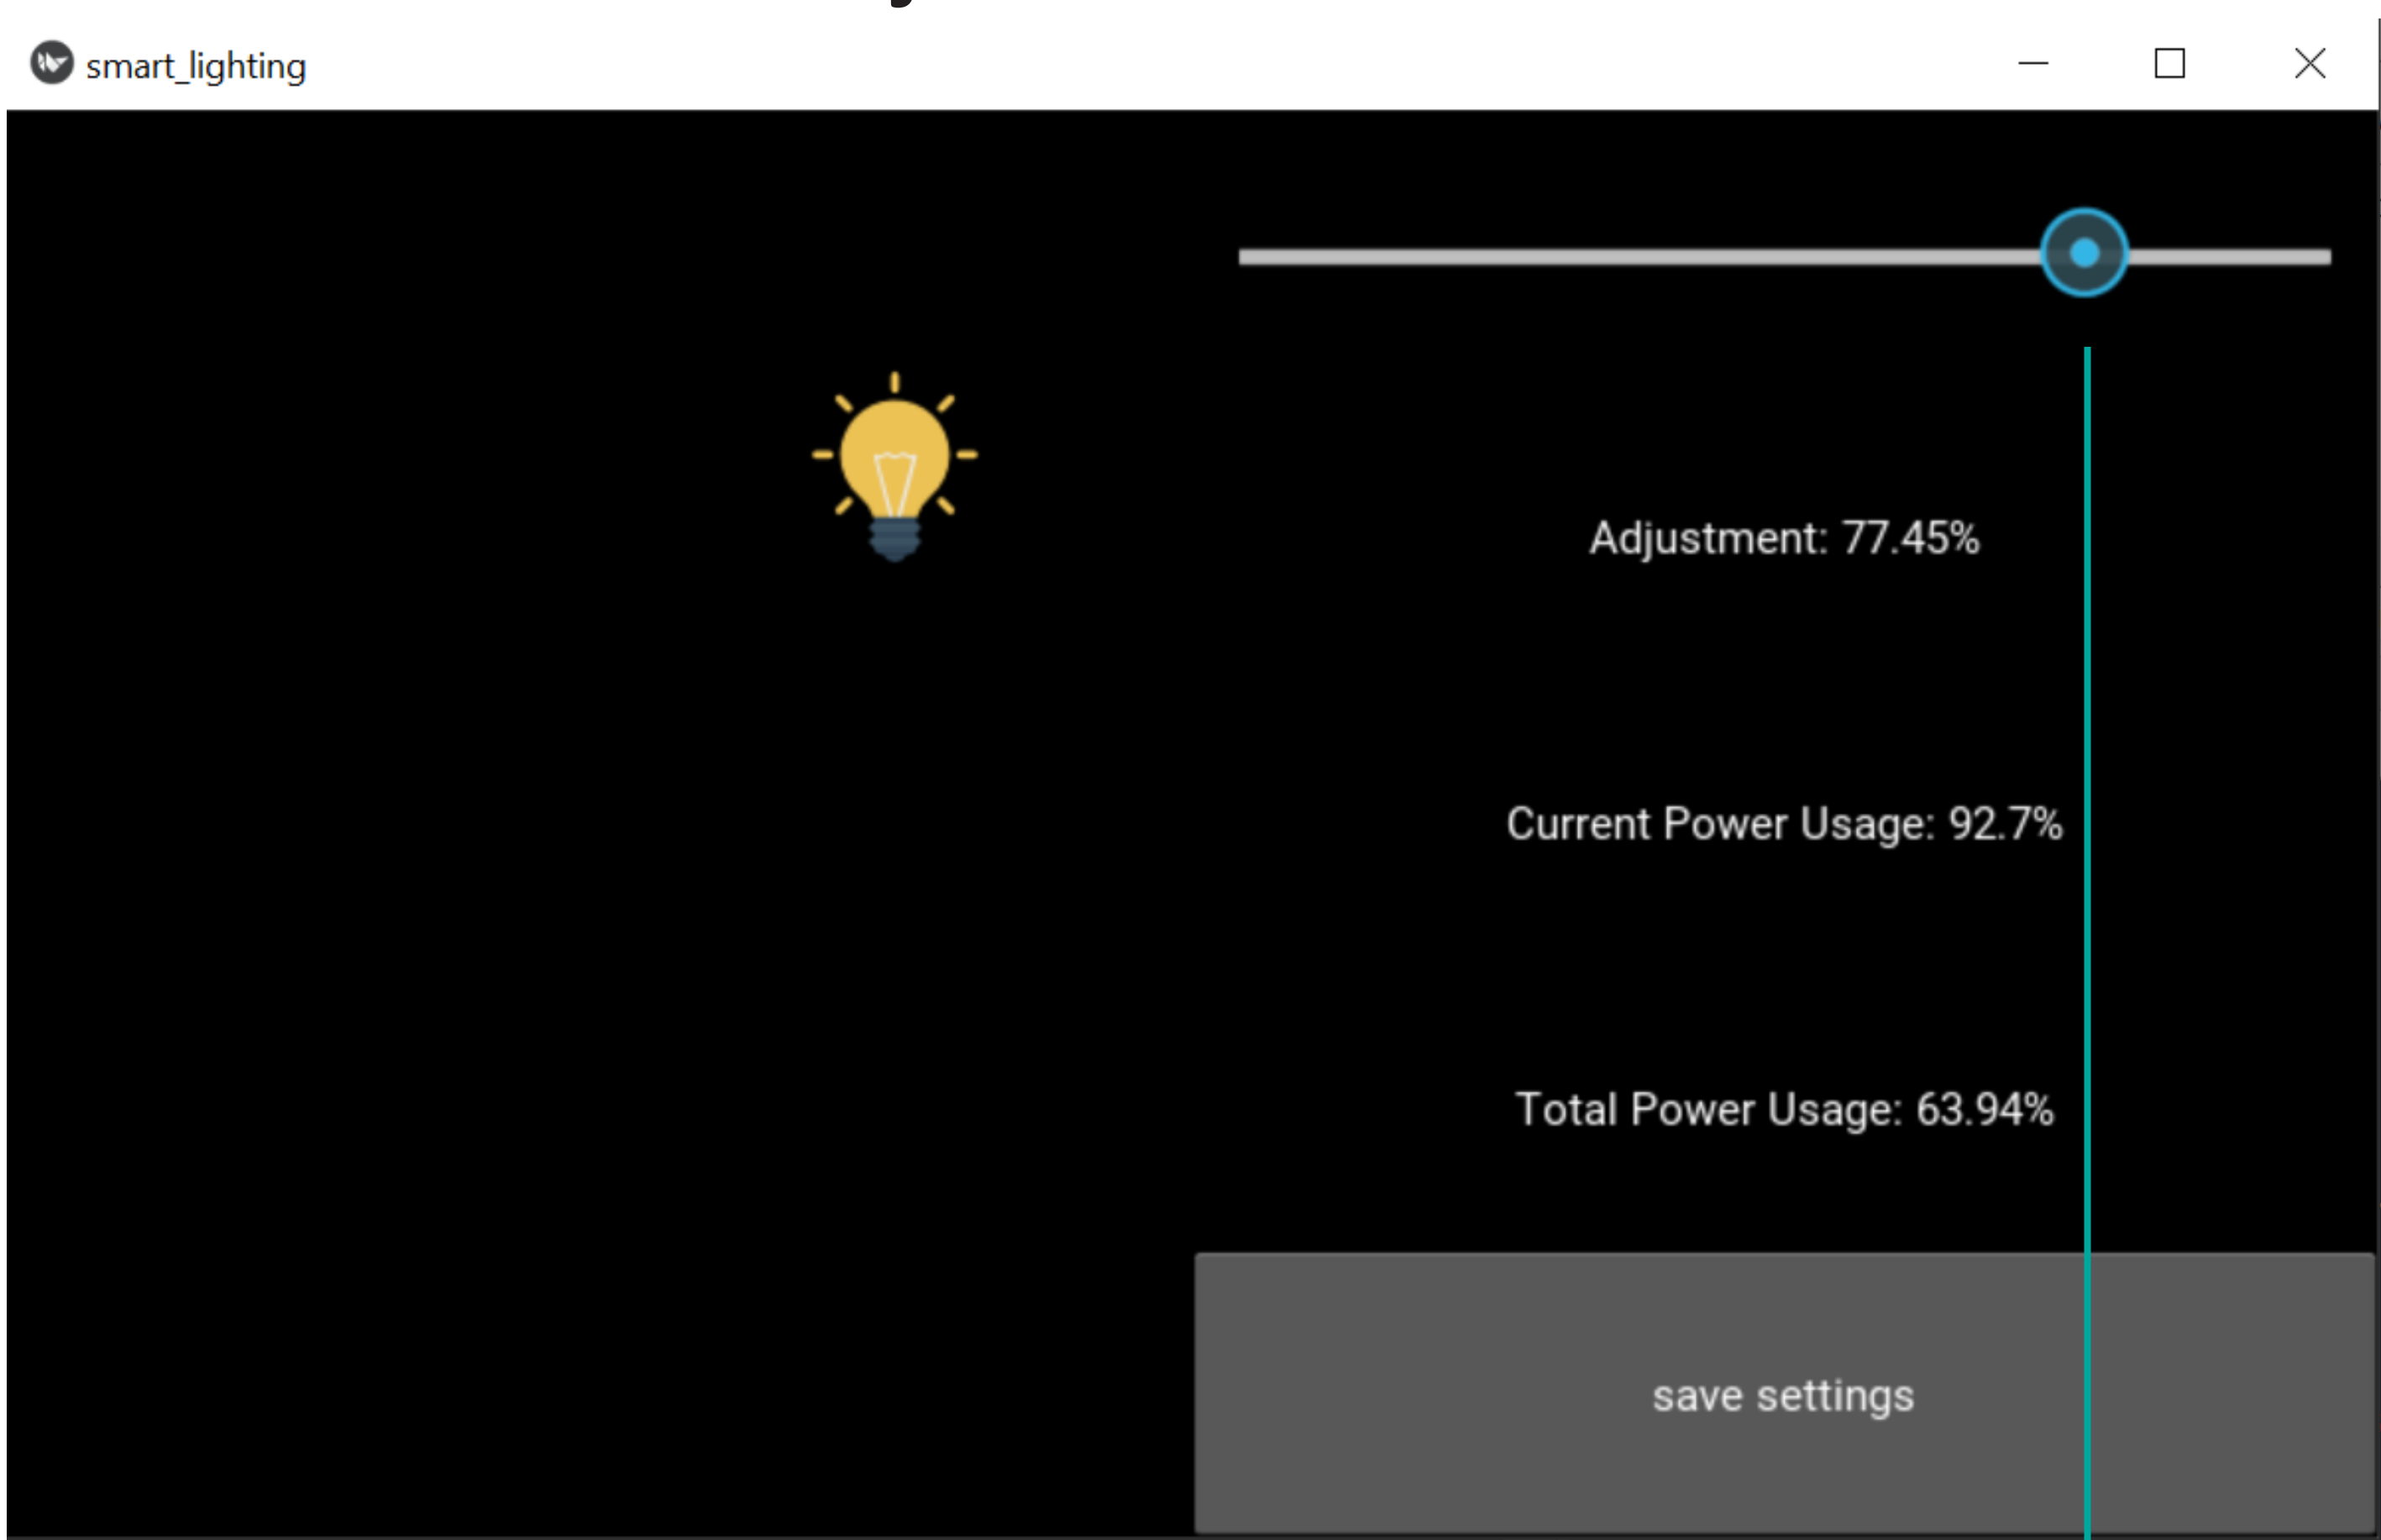 smart_lighting
Adjustment: 77.45%
Current Power Usage: 92.7%
Total Power Usage: 63.94%
save settings